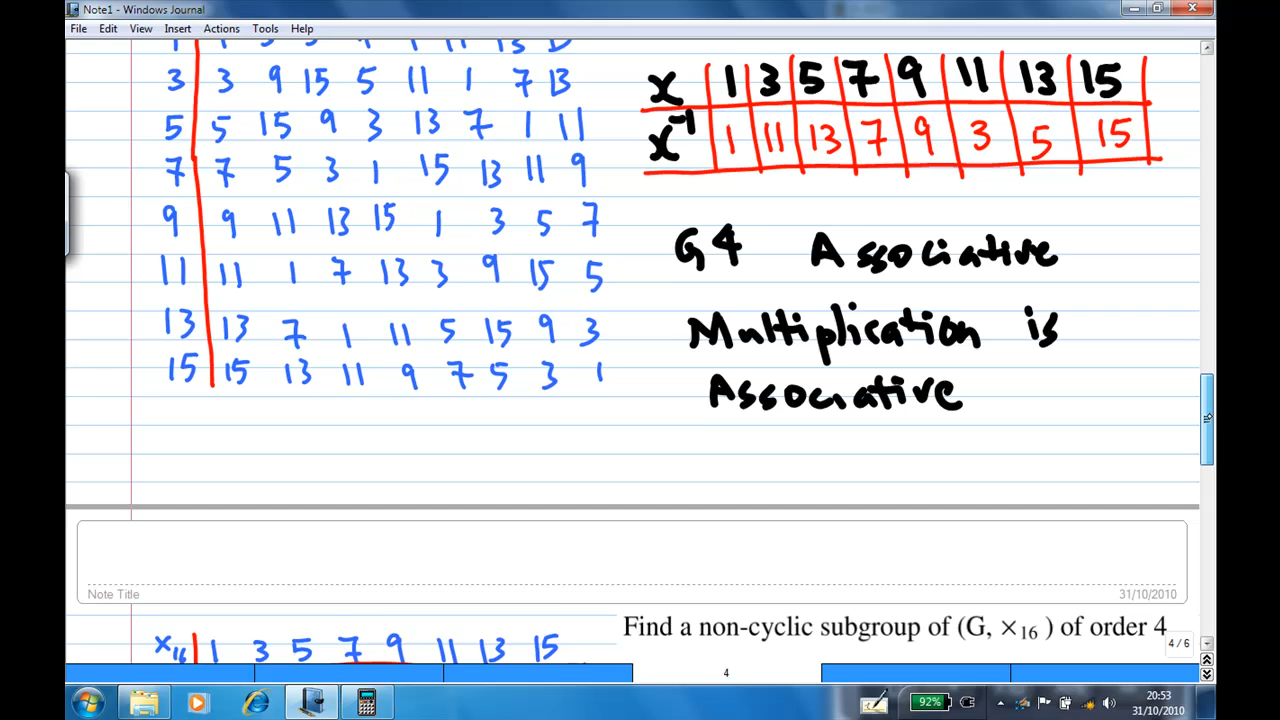 Note1 - Windows Journal
File Edit View Insert Actions Tools Help
3 3 9 15 5 11 1 7 13
5 5 15 9 3 13 7 1 11
7 7 5 3 1 15 13 11 9
9 9 11 13 15 1 3 5 7
11 11 1 7 13 3 9 15 5
13 13 7 1 11 5 15 9 3
15 15 13 11 9 7 5 3 1
x 1 3 5 7 9 11 13 15
x⁻¹ 1 11 13 7 9 3 5 15
G4 Associative
Multiplication is
Associative
Note Title 31/10/2010
×16 1 3 5 7 9 11 13 15
Find a non-cyclic subgroup of (G, ×₁₆ ) of order 4
4 / 6
4
92%
20:53
31/10/2010